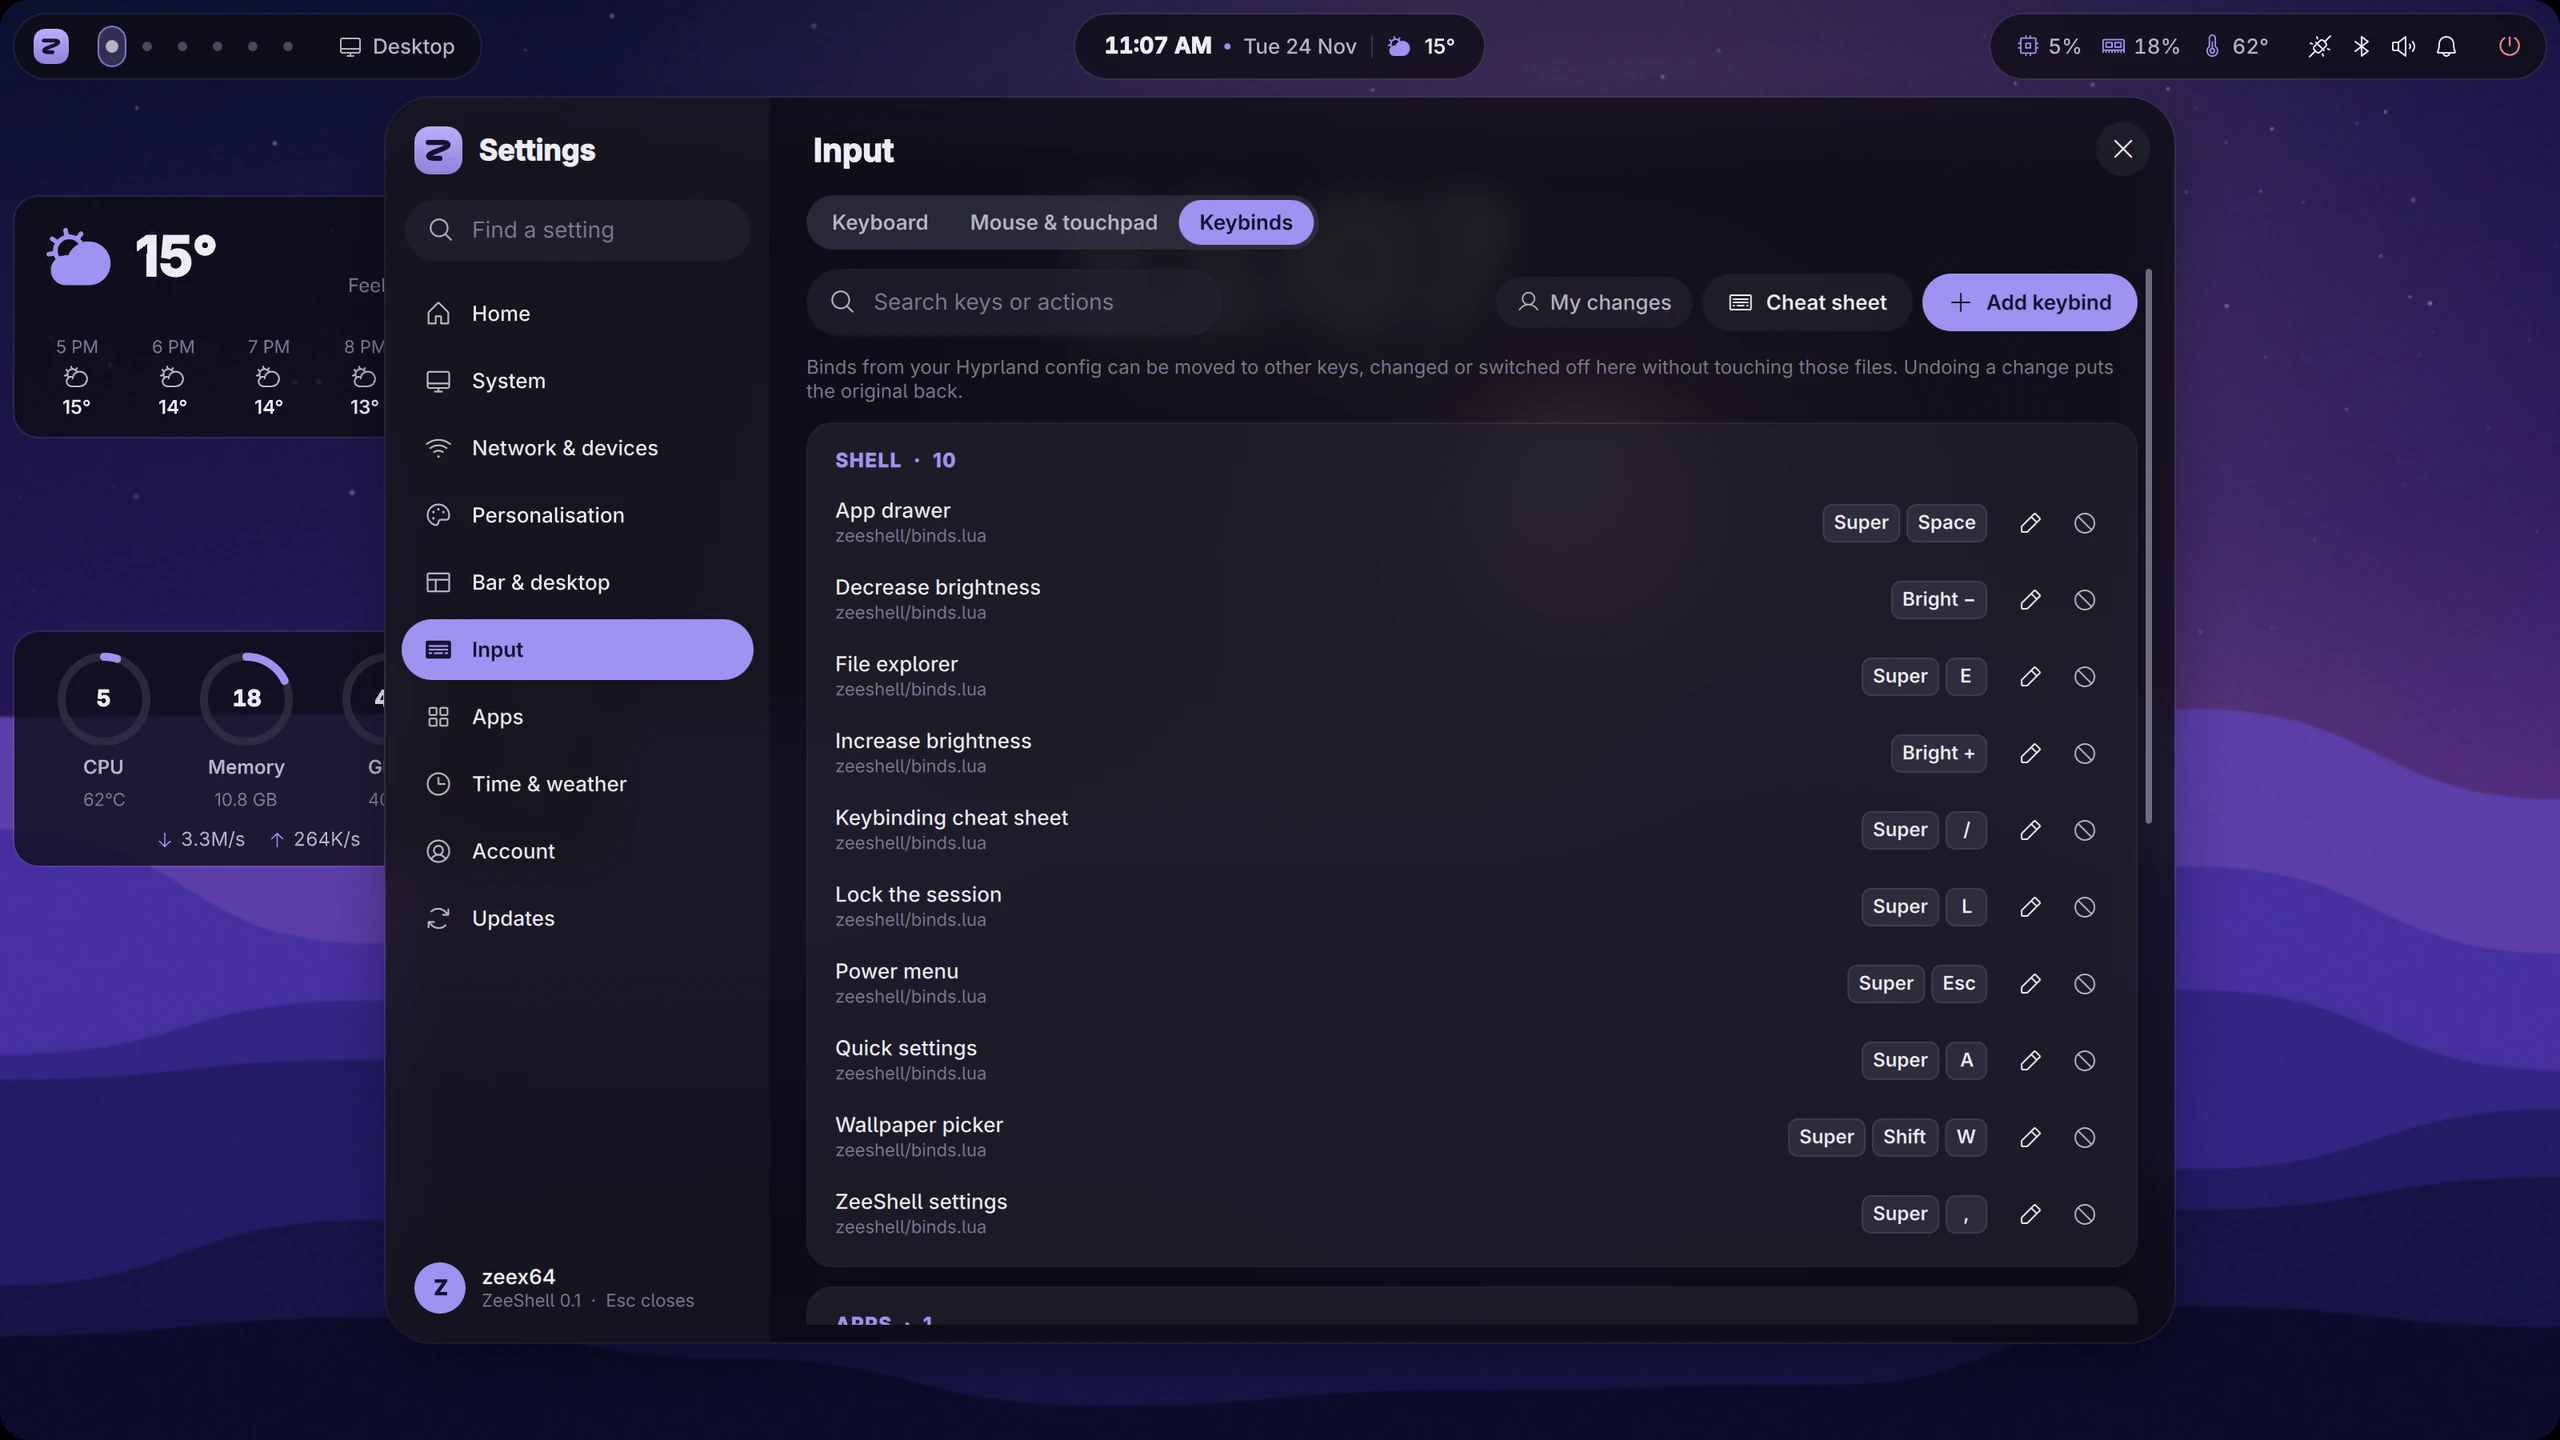 Desktop
11:07 AM • Tue 24 Nov 15°
5% 18% 62°
15°
Feel
5 PM 6 PM 7 PM 8 PM
15° 14° 14° 13°
5 18 4
CPU Memory G
62°C 10.8 GB 40
↓ 3.3M/s ↑ 264K/s
Settings
Find a setting
Home
System
Network & devices
Personalisation
Bar & desktop
Input
Apps
Time & weather
Account
Updates
Z
zeex64
ZeeShell 0.1 · Esc closes
Input
Keyboard Mouse & touchpad Keybinds
Search keys or actions
My changes
Cheat sheet
Add keybind
Binds from your Hyprland config can be moved to other keys, changed or switched off here without touching those files. Undoing a change puts
the original back.
SHELL · 10
App drawer
zeeshell/binds.lua
Super Space
Decrease brightness
zeeshell/binds.lua
Bright −
File explorer
zeeshell/binds.lua
Super E
Increase brightness
zeeshell/binds.lua
Bright +
Keybinding cheat sheet
zeeshell/binds.lua
Super /
Lock the session
zeeshell/binds.lua
Super L
Power menu
zeeshell/binds.lua
Super Esc
Quick settings
zeeshell/binds.lua
Super A
Wallpaper picker
zeeshell/binds.lua
Super Shift W
ZeeShell settings
zeeshell/binds.lua
Super ,
APPS · 1